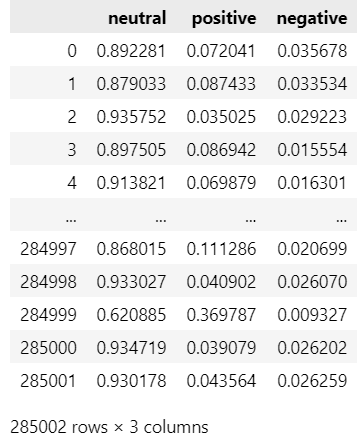 neutral positive negative
0 0.892281 0.072041 0.035678
1 0.879033 0.087433 0.033534
2 0.935752 0.035025 0.029223
3 0.897505 0.086942 0.015554
4 0.913821 0.069879 0.016301
... ... ... ...
284997 0.868015 0.111286 0.020699
284998 0.933027 0.040902 0.026070
284999 0.620885 0.369787 0.009327
285000 0.934719 0.039079 0.026202
285001 0.930178 0.043564 0.026259
285002 rows × 3 columns